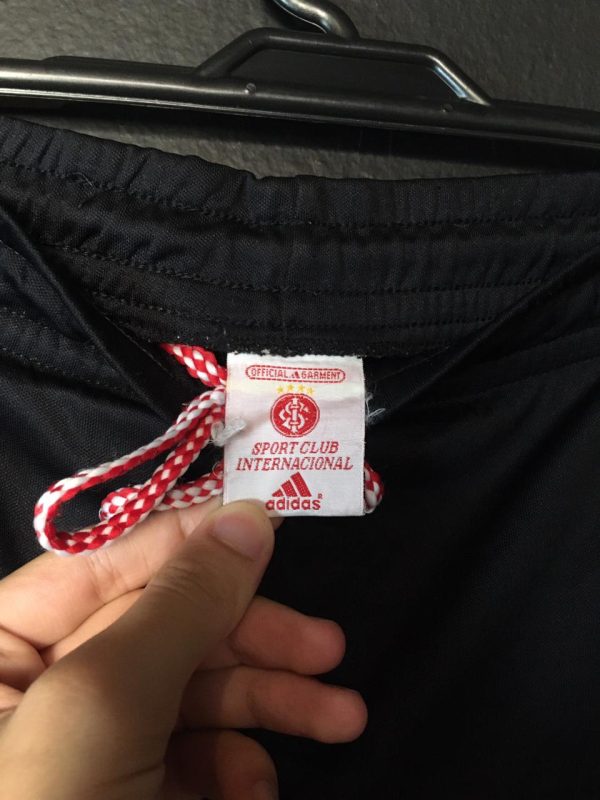 OFFICIAL GARMENT
SPORT CLUB
INTERNACIONAL
adidas®